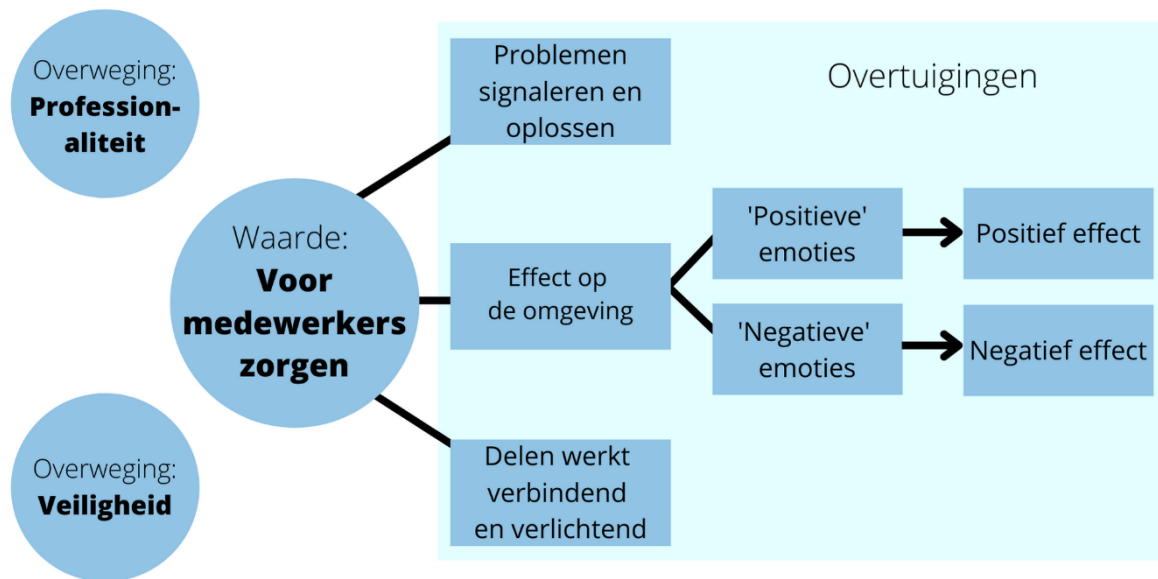 Overweging:
Profession-
aliteit
Waarde:
Voor
medewerkers
zorgen
Overweging:
Veiligheid
Overtuigingen
Problemen
signaleren en
oplossen
Effect op
de omgeving
'Positieve'
emoties
Positief effect
'Negatieve'
emoties
Negatief effect
Delen werkt
verbindend
en verlichtend